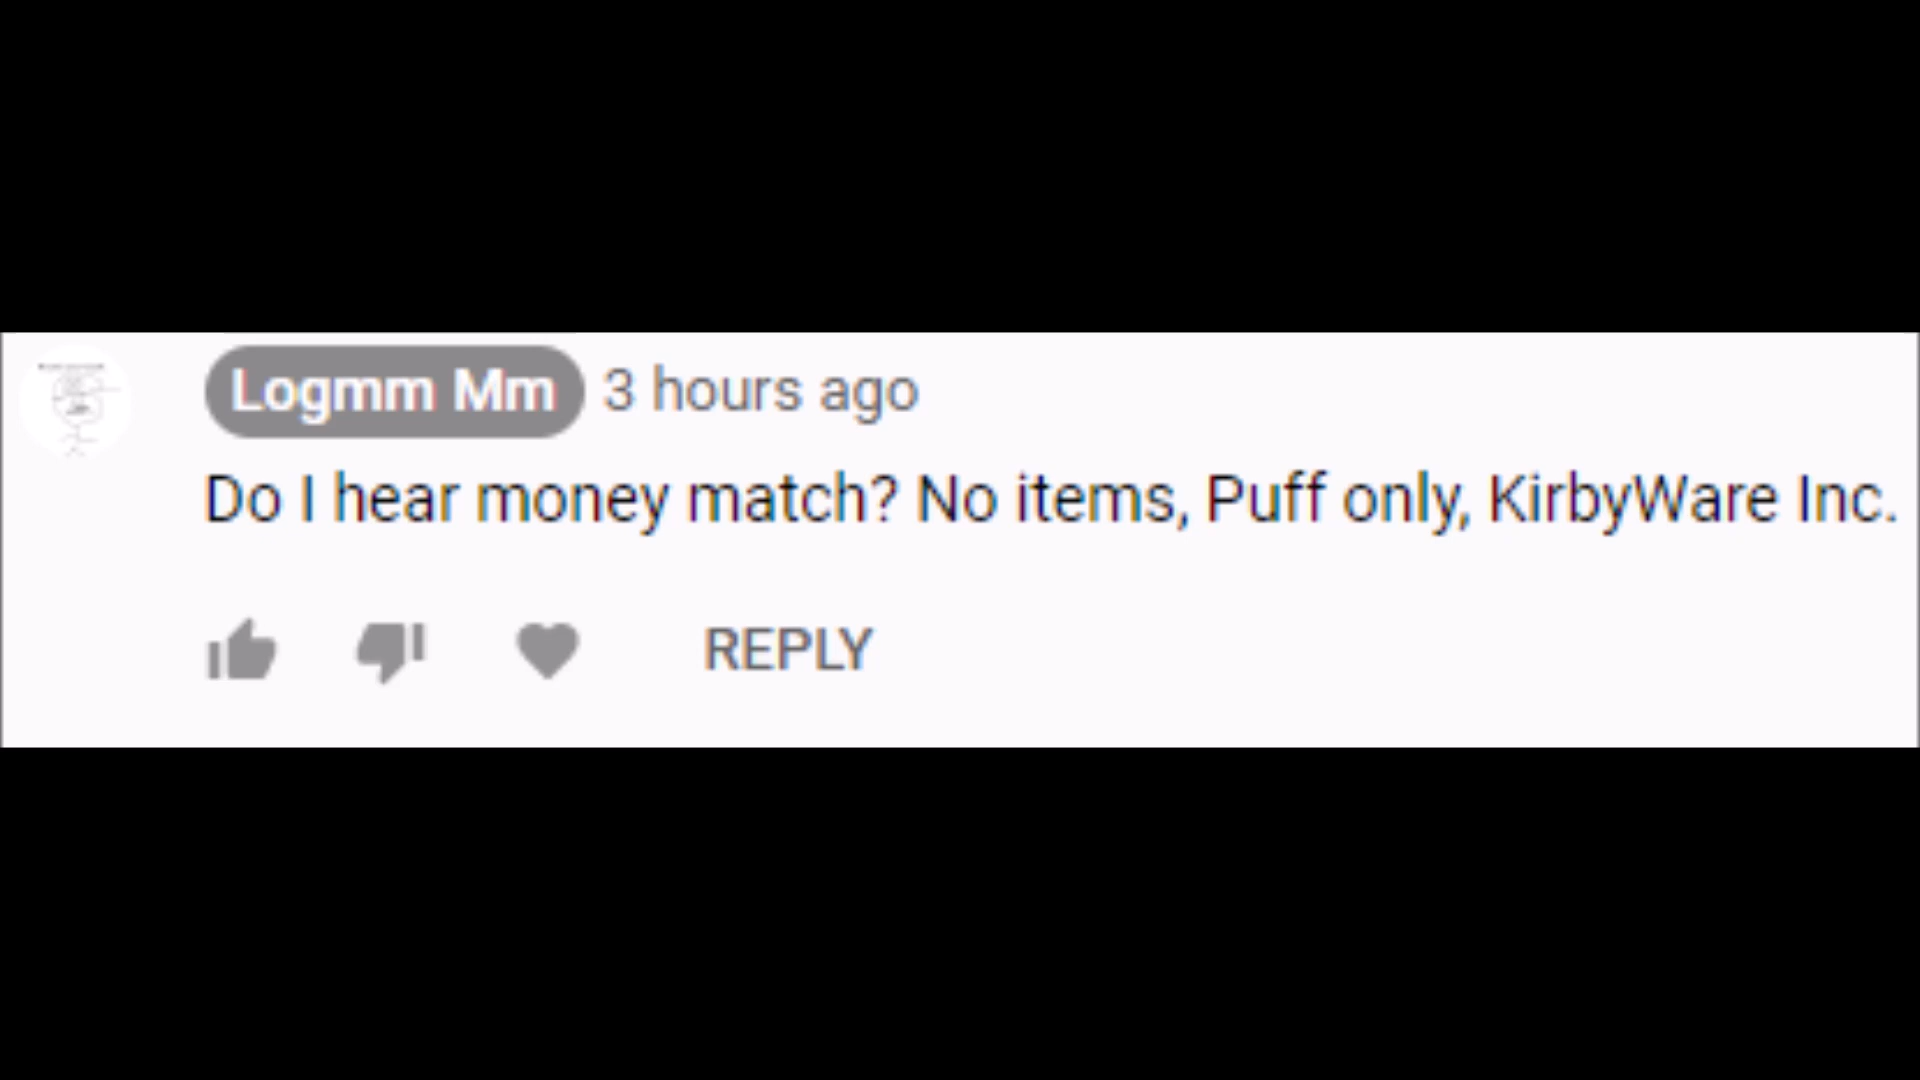 Logmm Mm 3 hours ago
Do I hear money match? No items, Puff only, KirbyWare Inc.
REPLY